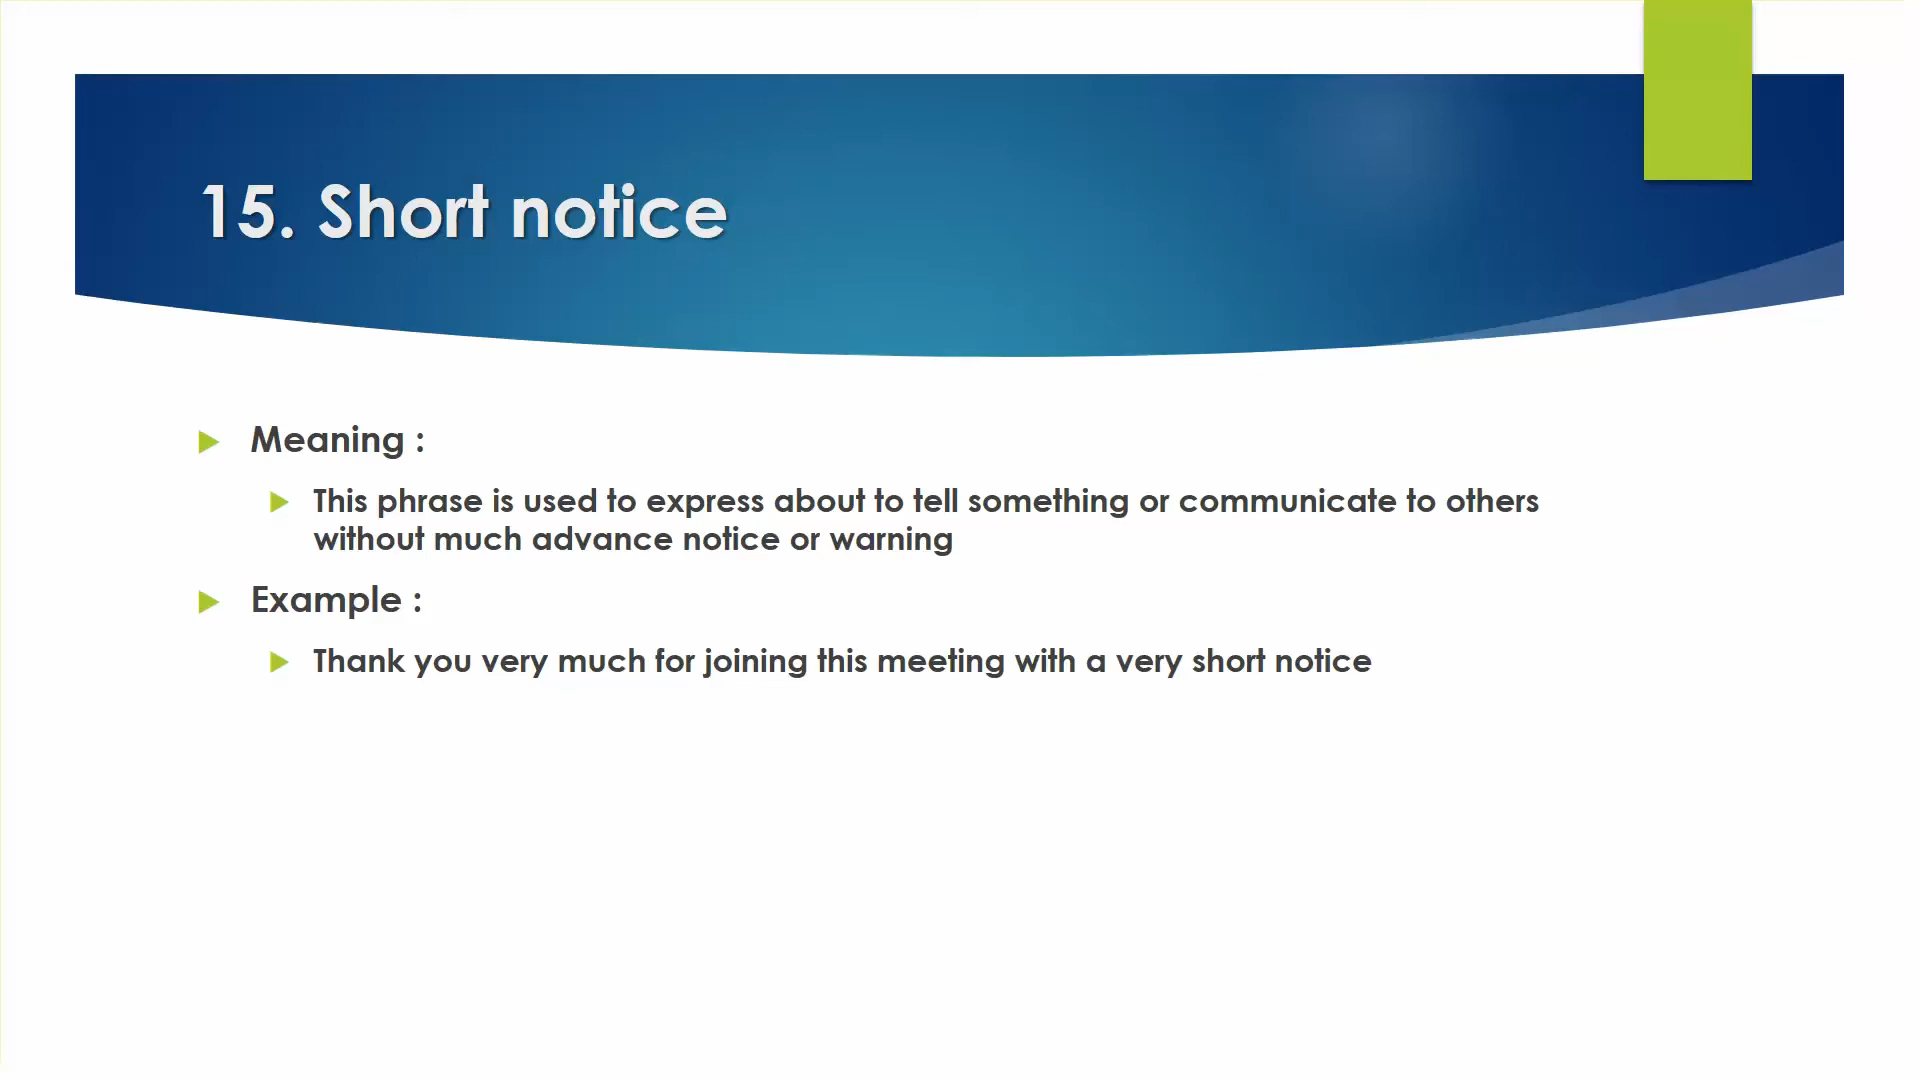 15. Short notice
Meaning :
This phrase is used to express about to tell something or communicate to others
without much advance notice or warning
Example :
Thank you very much for joining this meeting with a very short notice